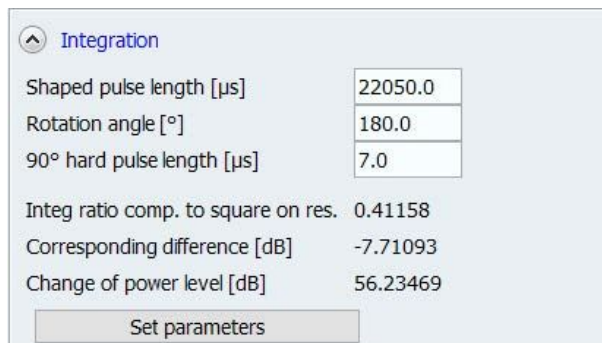 Integration
Shaped pulse length [µs] 22050.0
Rotation angle [°] 180.0
90° hard pulse length [µs] 7.0
Integ ratio comp. to square on res. 0.41158
Corresponding difference [dB] -7.71093
Change of power level [dB] 56.23469
Set parameters